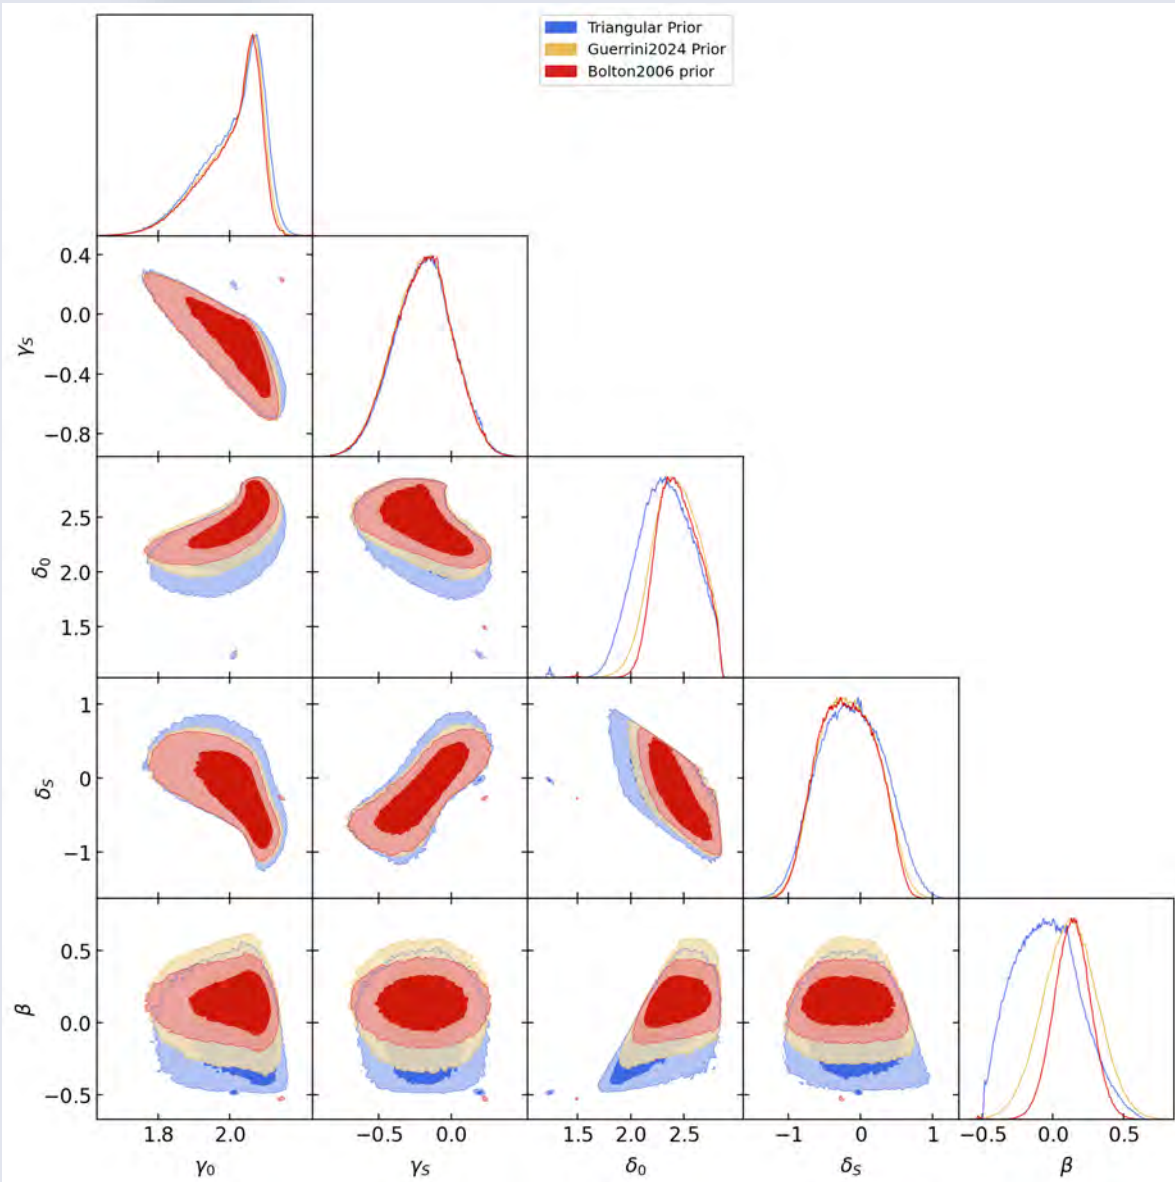 Triangular Prior
Guerrini2024 Prior
Bolton2006 prior
0.4
0.0
−0.4
−0.8
γS
2.5
2.0
1.5
δ0
1
0
−1
δS
0.5
0.0
−0.5
β
1.8 2.0 −0.5 0.0 1.5 2.0 2.5 −1 0 1 −0.5 0.0 0.5
γ0 γS δ0 δS β